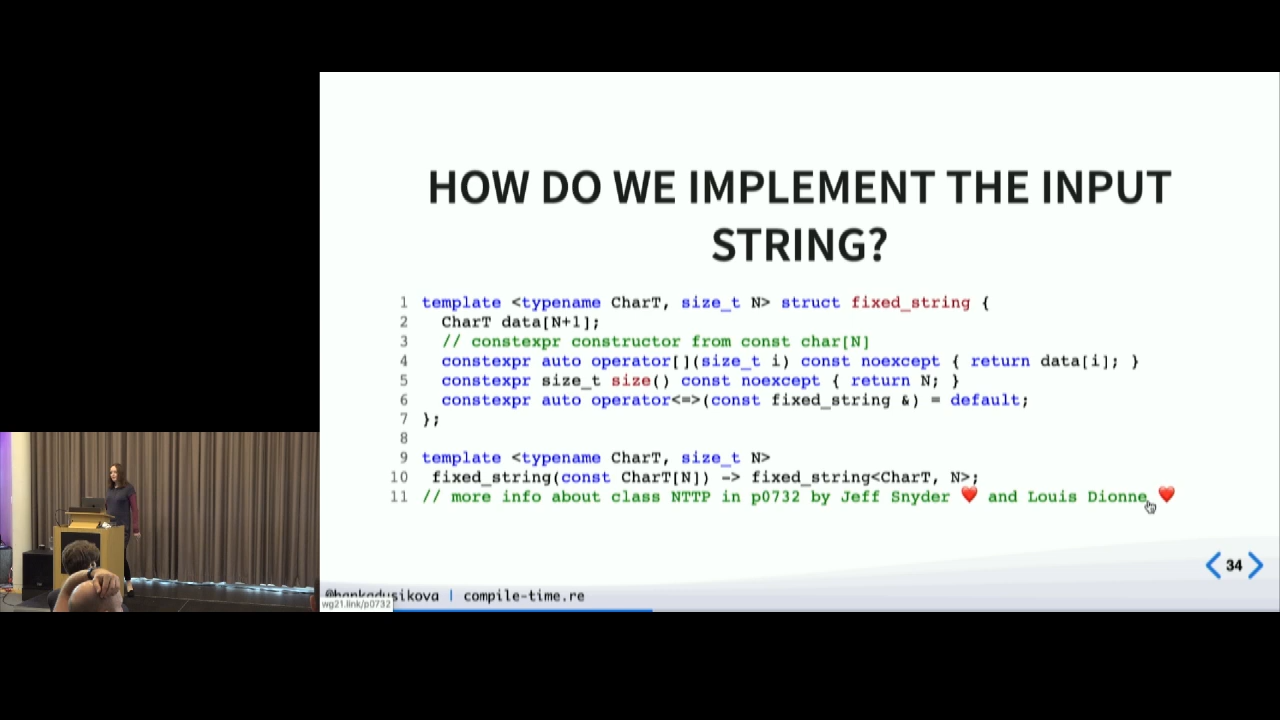 HOW DO WE IMPLEMENT THE INPUT
STRING?
1 template <typename CharT, size_t N> struct fixed_string {
2 CharT data[N+1];
3 // constexpr constructor from const char[N]
4 constexpr auto operator[](size_t i) const noexcept { return data[i]; }
5 constexpr size_t size() const noexcept { return N; }
6 constexpr auto operator<=>(const fixed_string &) = default;
7 };
8
9 template <typename CharT, size_t N>
10 fixed_string(const CharT[N]) -> fixed_string<CharT, N>;
11 // more info about class NTTP in p0732 by Jeff Snyder ❤️ and Louis Dionne ❤️
34
@hankadusikova | compile-time.re
wg21.link/p0732